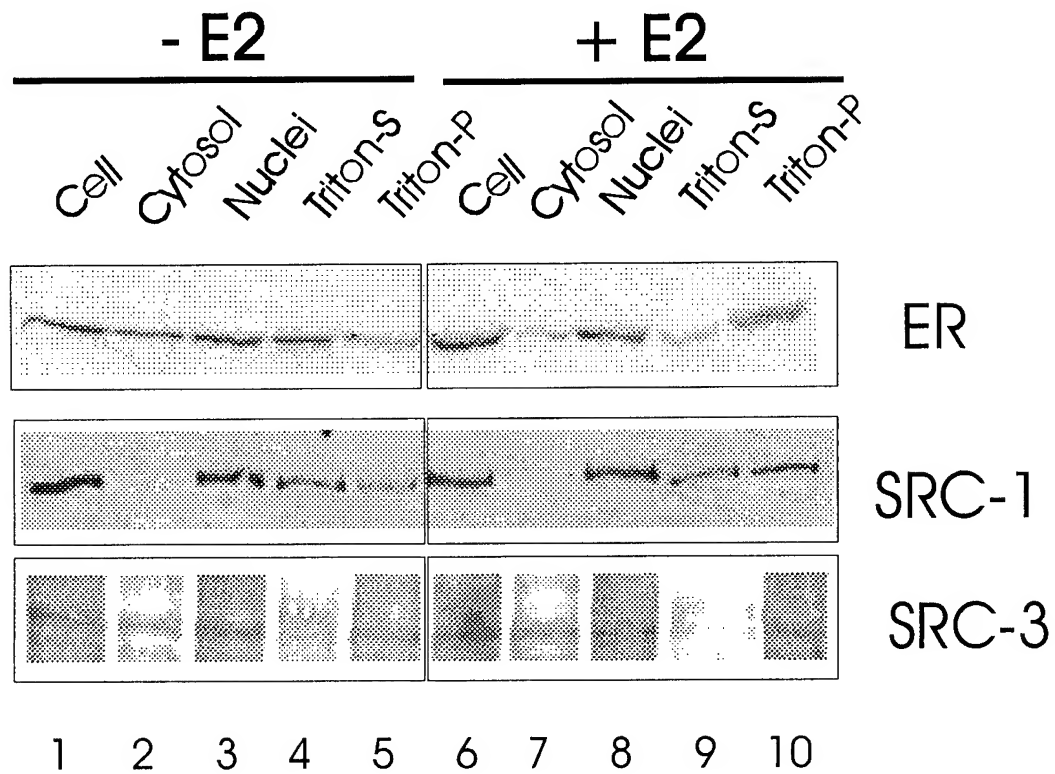 - E2 + E2
Cell Cytosol Nuclei Triton-S Triton-P Cell Cytosol Nuclei Triton-S Triton-P
ER
SRC-1
SRC-3
1 2 3 4 5 6 7 8 9 10